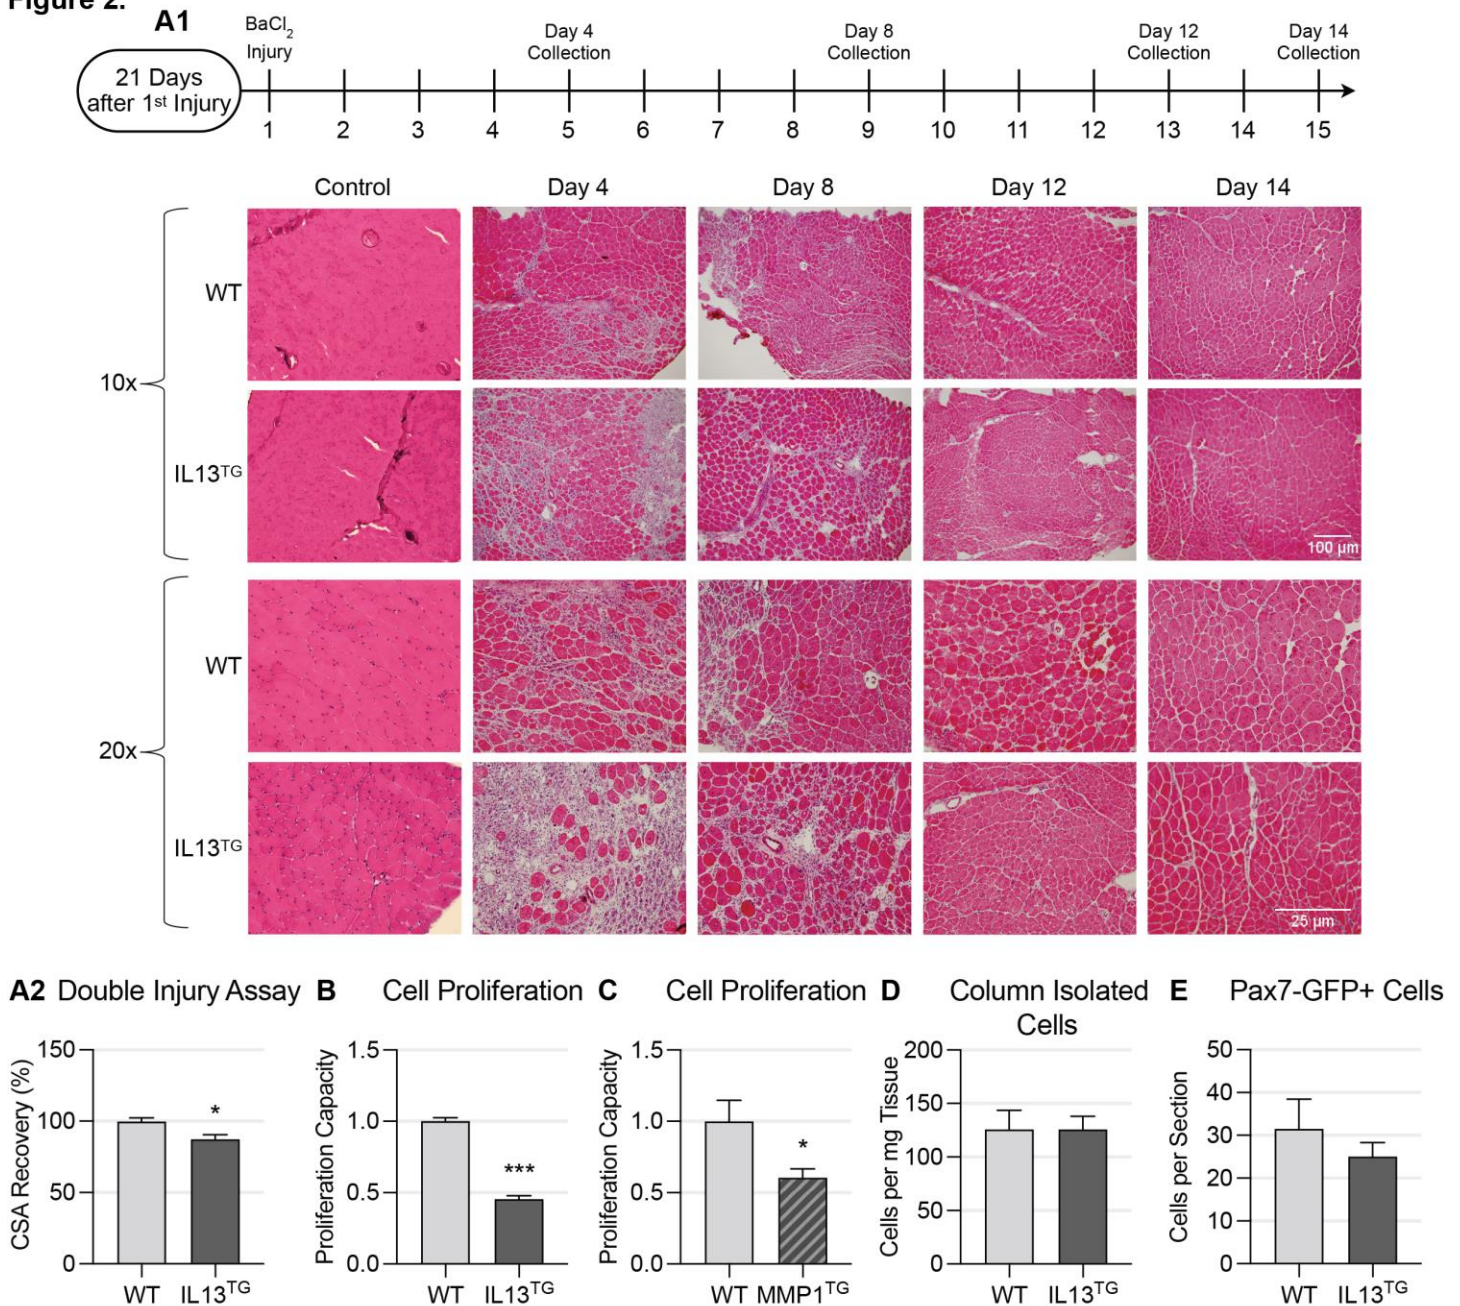 Figure 2.
A1
BaCl2
Injury
Day 4
Collection
Day 8
Collection
Day 12
Collection
Day 14
Collection
21 Days
after 1st Injury
1 2 3 4 5 6 7 8 9 10 11 12 13 14 15
Control Day 4 Day 8 Day 12 Day 14
WT
10x
IL13TG
100 µm
WT
20x
IL13TG
25 µm
A2 Double Injury Assay
CSA Recovery (%)
150
100
50
0
*
WT IL13TG
B Cell Proliferation
Proliferation Capacity
1.5
1.0
0.5
0.0
***
WT IL13TG
C Cell Proliferation
Proliferation Capacity
1.5
1.0
0.5
0.0
*
WT MMP1TG
D Column Isolated
Cells
Cells per mg Tissue
200
150
100
50
0
WT IL13TG
E Pax7-GFP+ Cells
Cells per Section
50
40
30
20
10
0
WT IL13TG